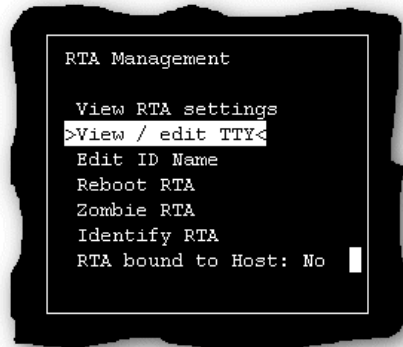 RTA Management
View RTA settings
>View / edit TTY<
Edit ID Name
Reboot RTA
Zombie RTA
Identify RTA
RTA bound to Host: No